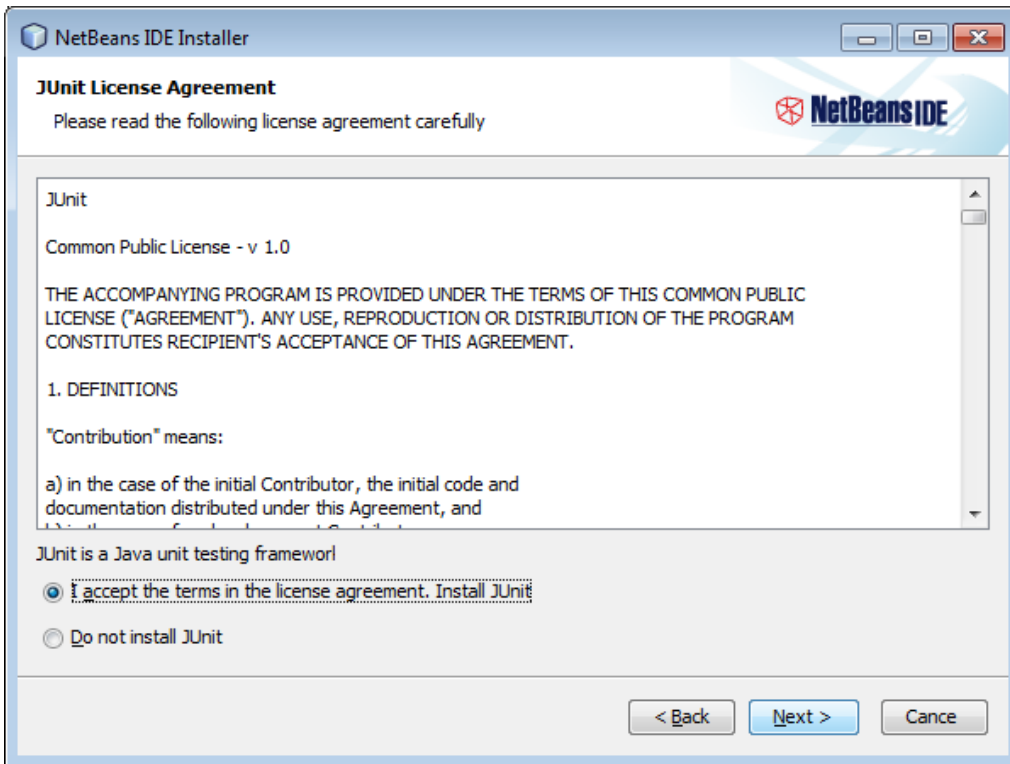 NetBeans IDE Installer
JUnit License Agreement
Please read the following license agreement carefully
NetBeans IDE
JUnit
Common Public License - v 1.0
THE ACCOMPANYING PROGRAM IS PROVIDED UNDER THE TERMS OF THIS COMMON PUBLIC
LICENSE ("AGREEMENT"). ANY USE, REPRODUCTION OR DISTRIBUTION OF THE PROGRAM
CONSTITUTES RECIPIENT'S ACCEPTANCE OF THIS AGREEMENT.
1. DEFINITIONS
"Contribution" means:
a) in the case of the initial Contributor, the initial code and
documentation distributed under this Agreement, and
JUnit is a Java unit testing frameworl
I accept the terms in the license agreement. Install JUnit
Do not install JUnit
< Back
Next >
Cance